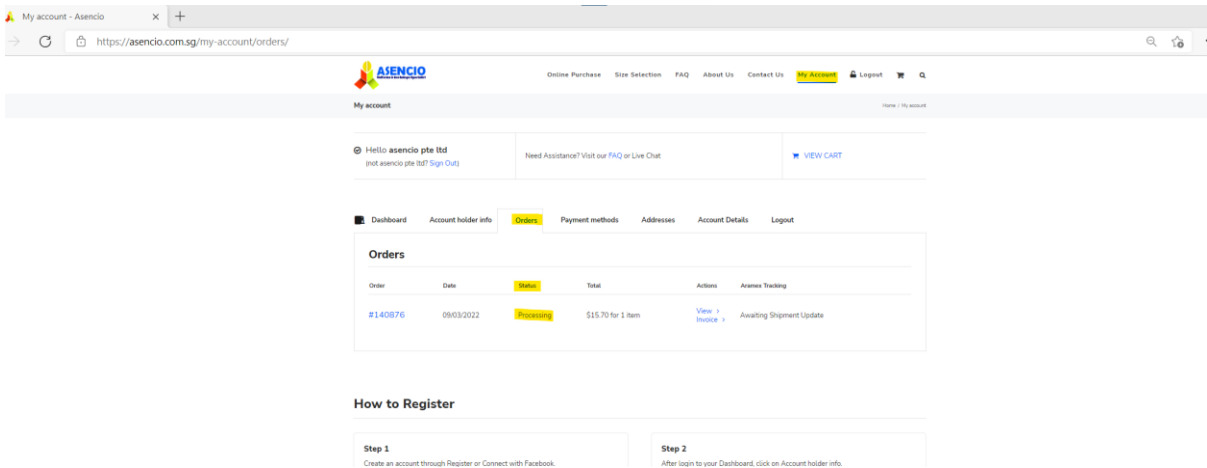 My account - Asencio
https://asencio.com.sg/my-account/orders/
ASENCIO
Online Purchase Size Selection FAQ About Us Contact Us My Account Logout
My account
Home / My account
Hello asencio pte ltd
(not asencio pte ltd? Sign Out)
Need Assistance? Visit our FAQ or Live Chat
VIEW CART
Dashboard Account holder info Orders Payment methods Addresses Account Details Logout
Orders
Order Date Status Total Actions Aramex Tracking
#140876 09/03/2022 Processing $15.70 for 1 item View > Awaiting Shipment Update
Invoice >
How to Register
Step 1
Create an account through Register or Connect with Facebook.
Step 2
After login to your Dashboard, click on Account holder info.